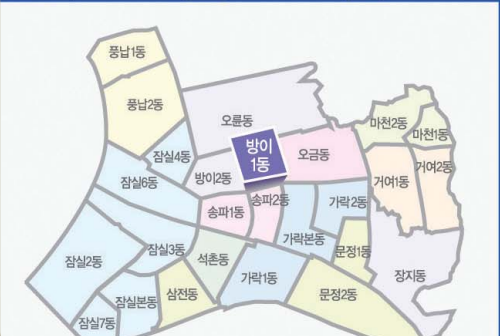 풍납1동
풍납2동
오륜동
마천2동
마천1동
방이
1동
오금동
잠실4동
거여2동
잠실6동
방이2동
거여1동
송파1동
송파2동
가락2동
잠실3동
가락본동
문정1동
잠실2동
석촌동
장지동
가락1동
삼전동
문정2동
잠실본동
잠실7동